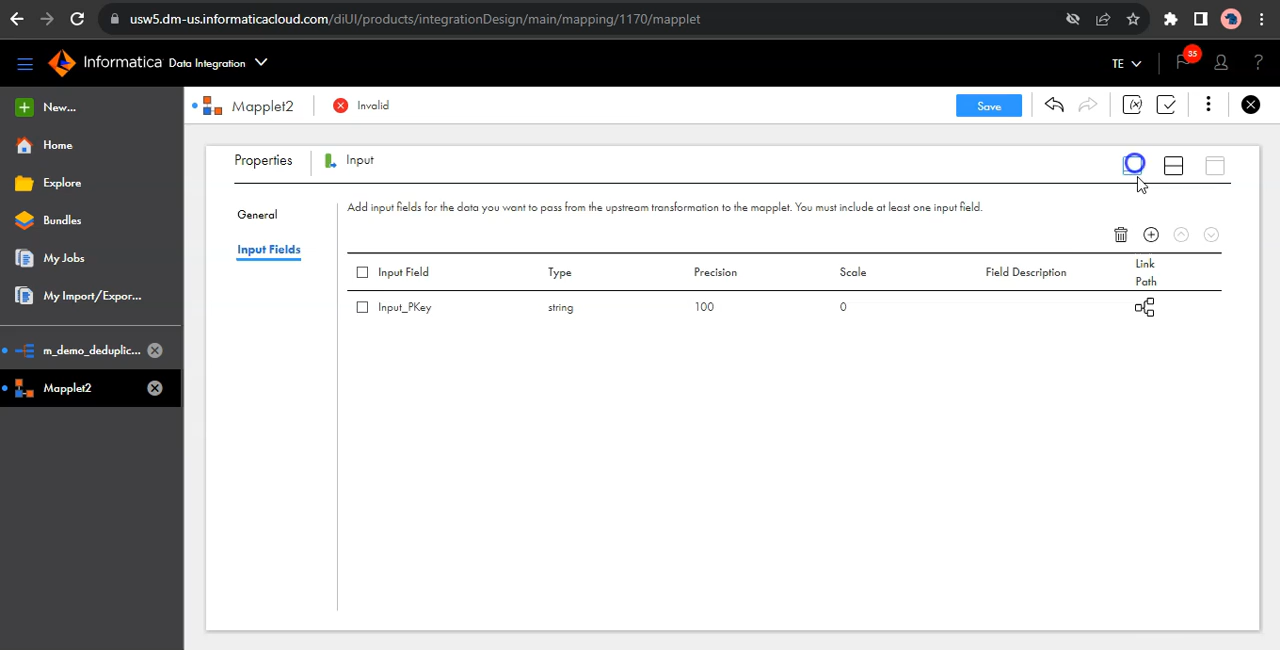 usw5.dm-us.informaticacloud.com/diUI/products/integrationDesign/main/mapping/1170/mapplet
Informatica Data Integration
TE
35
?
New...
Home
Explore
Bundles
My Jobs
My Import/Expor...
m_demo_deduplic...
Mapplet2
Mapplet2
Invalid
Save
(x)
Properties
Input
General
Input Fields
Add input fields for the data you want to pass from the upstream transformation to the mapplet. You must include at least one input field.
Input Field Type Precision Scale Field Description Link Path
Input_PKey string 100 0